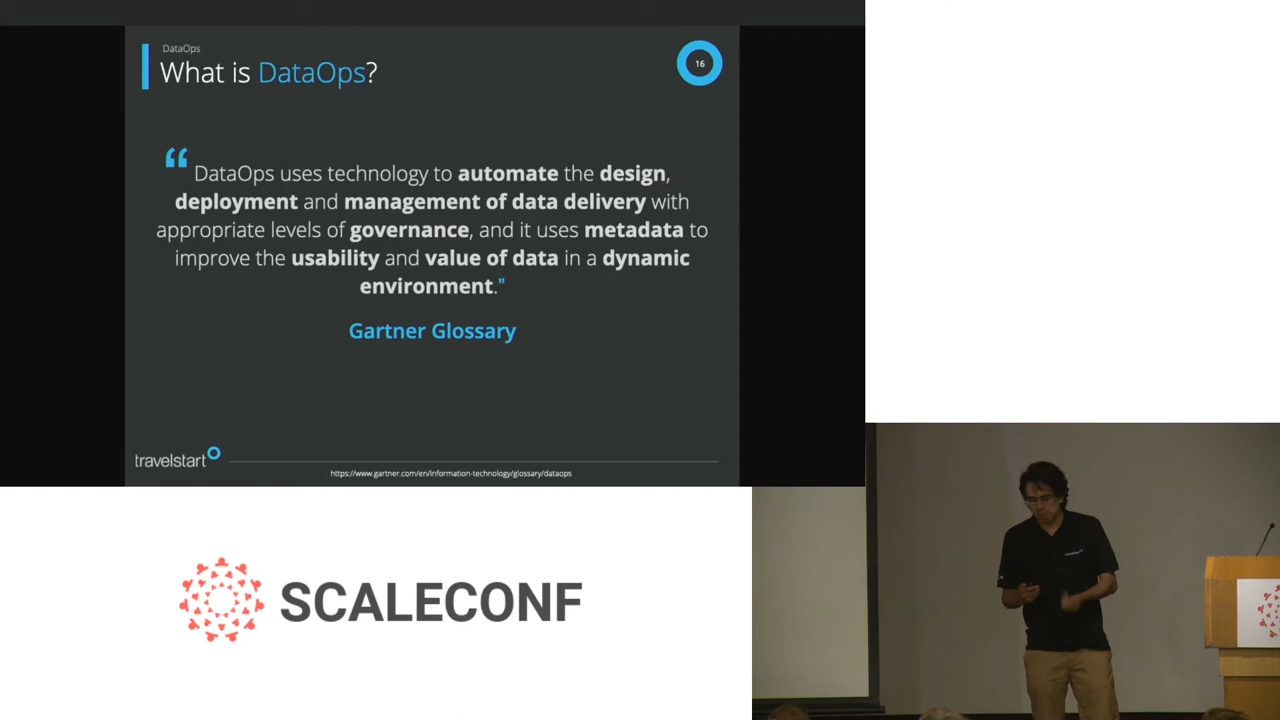 DataOps
What is DataOps?
16
“ DataOps uses technology to automate the design,
deployment and management of data delivery with
appropriate levels of governance, and it uses metadata to
improve the usability and value of data in a dynamic
environment.”
Gartner Glossary
travelstart
https://www.gartner.com/en/information-technology/glossary/dataops
SCALECONF